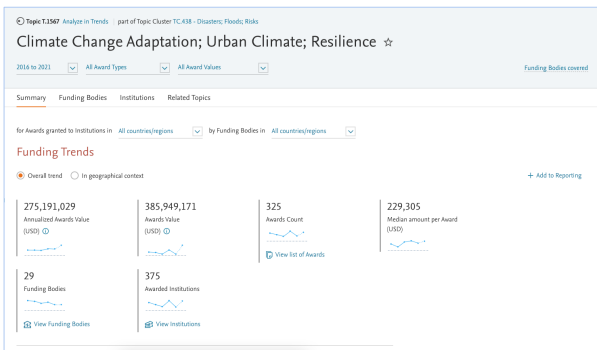 Topic T.1567 Analyze in Trends | part of Topic Cluster TC.438 - Disasters; Floods; Risks
Climate Change Adaptation; Urban Climate; Resilience
2016 to 2021 All Award Types All Award Values Funding Bodies covered
Summary Funding Bodies Institutions Related Topics
for Awards granted to Institutions in All countries/regions by Funding Bodies in All countries/regions
Funding Trends
Overall trend In geographical context + Add to Reporting
275,191,029 385,949,171 325 229,305
Annualized Awards Value Awards Value Awards Count Median amount per Award
(USD) (USD) (USD)
View list of Awards
29 375
Funding Bodies Awarded Institutions
View Funding Bodies View Institutions